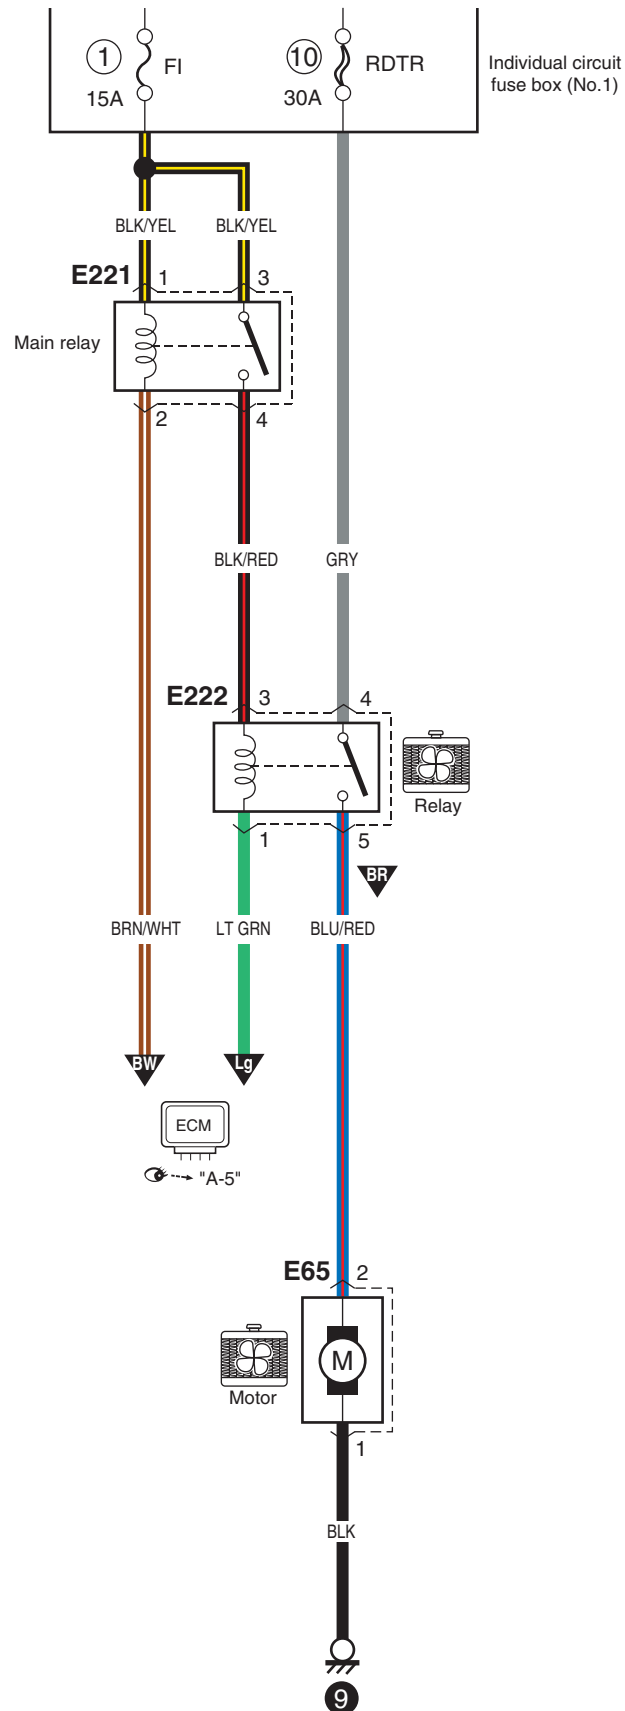 1
FI
15A
10
RDTR
30A
Individual circuit
fuse box (No.1)
BLK/YEL
BLK/YEL
E221
1
3
Main relay
2
4
BLK/RED
GRY
E222
3
4
Relay
1
5
BR
BRN/WHT
LT GRN
BLU/RED
BW
Lg
ECM
"A-5"
E65
2
M
Motor
1
BLK
9